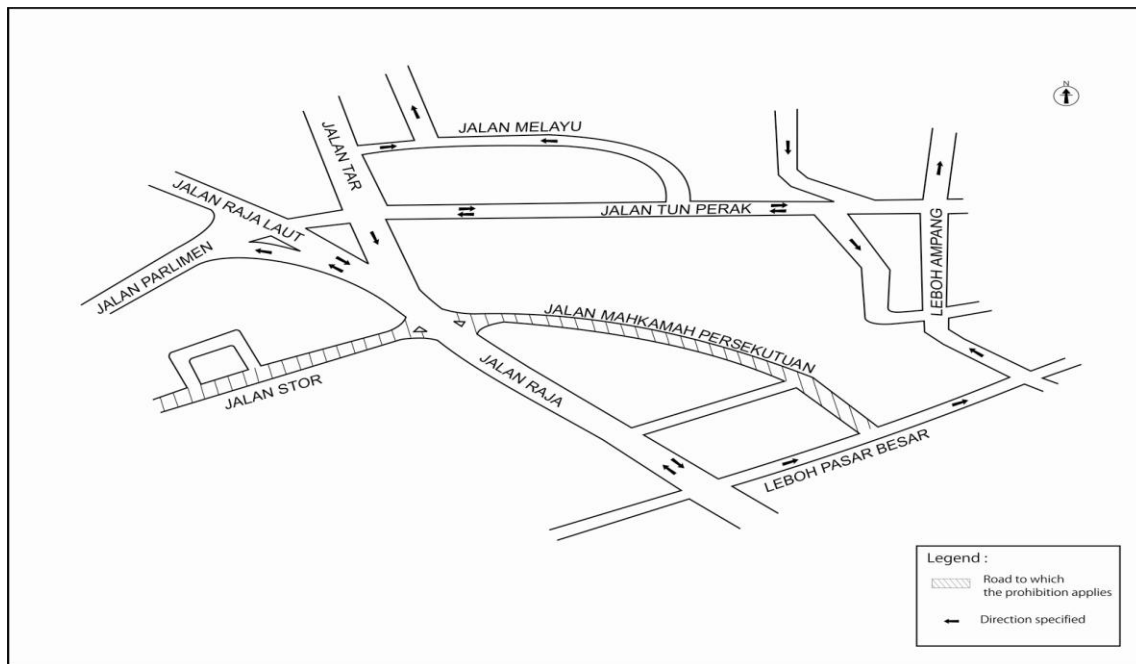 N
JALAN MELAYU
JALAN TAR
JALAN RAJA LAUT
JALAN TUN PERAK
JALAN PARLIMEN
LEBOH AMPANG
JALAN MAHKAMAH PERSEKUTUAN
JALAN STOR
JALAN RAJA
LEBOH PASAR BESAR
Legend :
Road to which
the prohibition applies
Direction specified